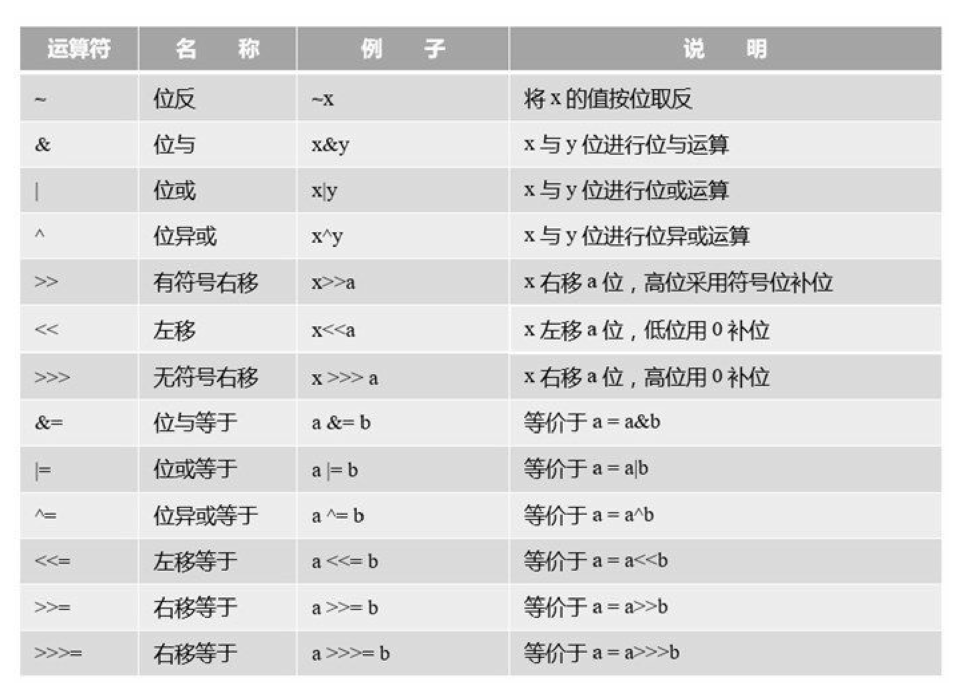 运算符 名 称 例 子 说 明
~ 位反 ~x 将 x 的值按位取反
& 位与 x&y x 与 y 位进行位与运算
| 位或 x|y x 与 y 位进行位或运算
^ 位异或 x^y x 与 y 位进行位异或运算
>> 有符号右移 x>>a x 右移 a 位，高位采用符号位补位
<< 左移 x<<a x 左移 a 位，低位用 0 补位
>>> 无符号右移 x >>> a x 右移 a 位，高位用 0 补位
&= 位与等于 a &= b 等价于 a = a&b
|= 位或等于 a |= b 等价于 a = a|b
^= 位异或等于 a ^= b 等价于 a = a^b
<<= 左移等于 a <<= b 等价于 a = a<<b
>>= 右移等于 a >>= b 等价于 a = a>>b
>>>= 右移等于 a >>>= b 等价于 a = a>>>b